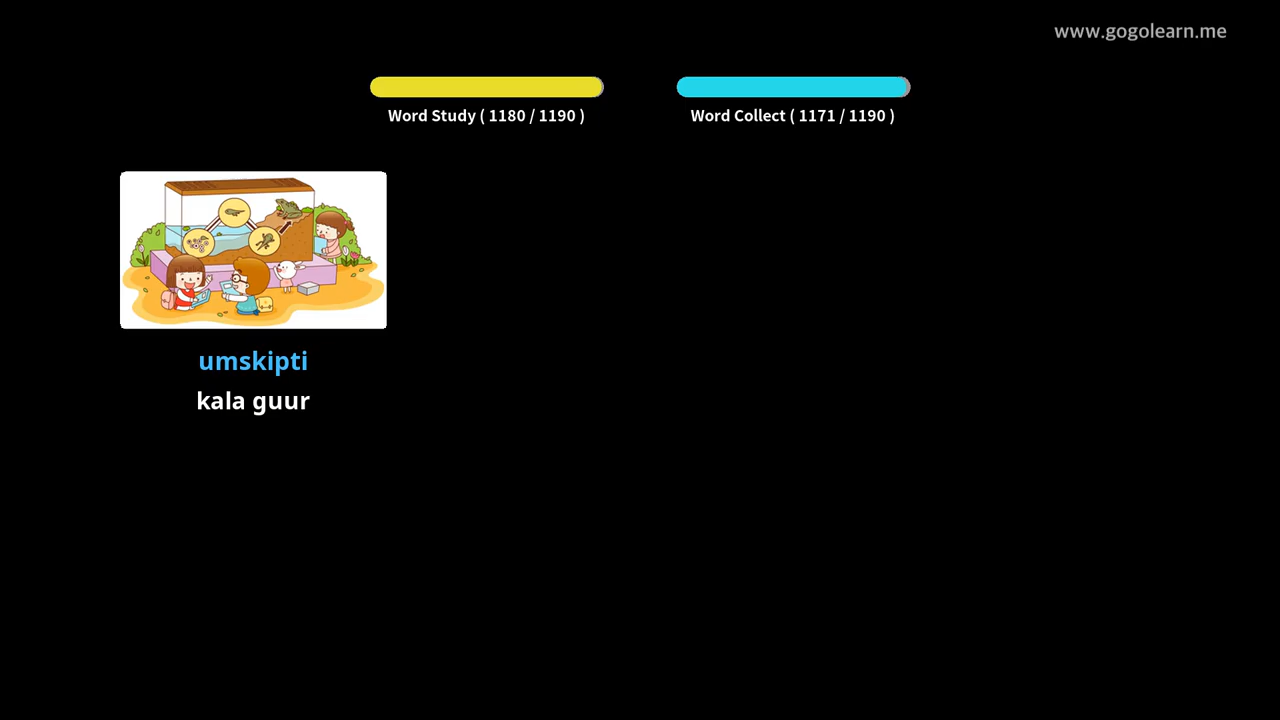 www.gogolearn.me
Word Study ( 1180 / 1190 )
Word Collect ( 1171 / 1190 )
umskipti
kala guur